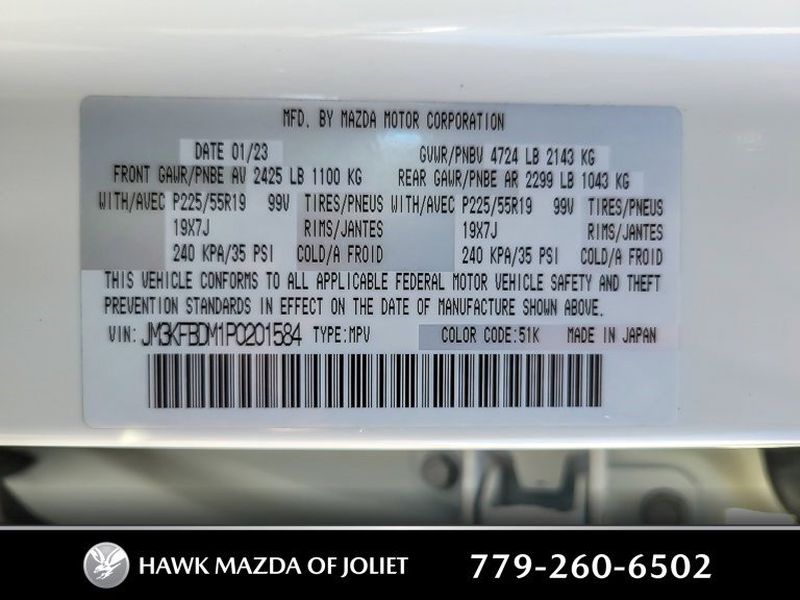 MFD. BY MAZDA MOTOR CORPORATION
DATE 01/23 GVWR/PNBV 4724 LB 2143 KG
FRONT GAWR/PNBE AV 2425 LB 1100 KG REAR GAWR/PNBE AR 2299 LB 1043 KG
WITH/AVEC P225/55R19 99V TIRES/PNEUS WITH/AVEC P225/55R19 99V TIRES/PNEUS
19X7J RIMS/JANTES 19X7J RIMS/JANTES
240 KPA/35 PSI COLD/A FROID 240 KPA/35 PSI COLD/A FROID
THIS VEHICLE CONFORMS TO ALL APPLICABLE FEDERAL MOTOR VEHICLE SAFETY AND THEFT
PREVENTION STANDARDS IN EFFECT ON THE DATE OF MANUFACTURE SHOWN ABOVE.
VIN: JM3KFBDM1P0201584 TYPE:MPV COLOR CODE:51K MADE IN JAPAN
HAWK MAZDA OF JOLIET 779-260-6502